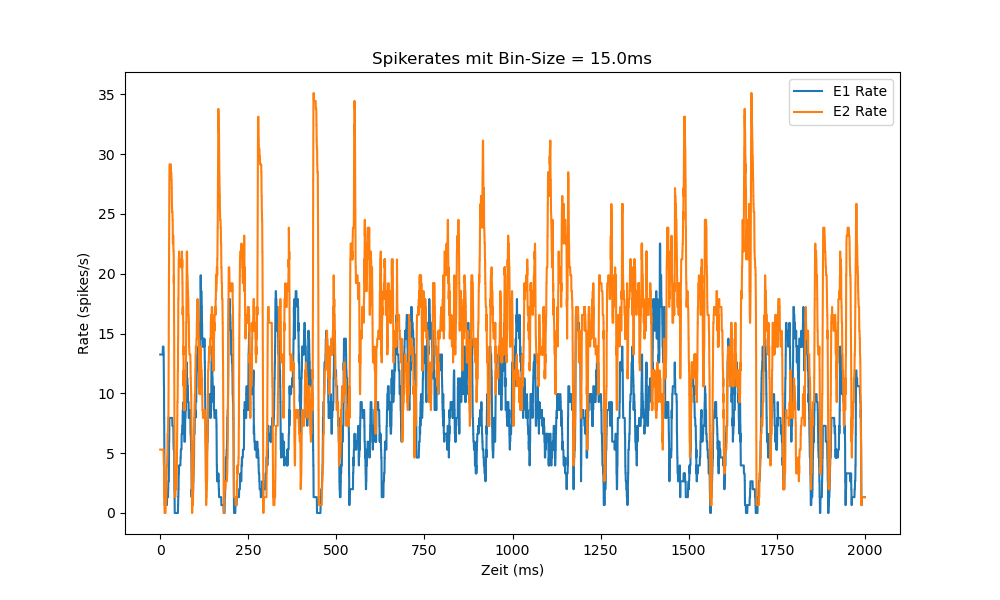 Spikerates mit Bin-Size = 15.0ms
E1 Rate
E2 Rate
Rate (spikes/s)
35
30
25
20
15
10
5
0
0 250 500 750 1000 1250 1500 1750 2000
Zeit (ms)